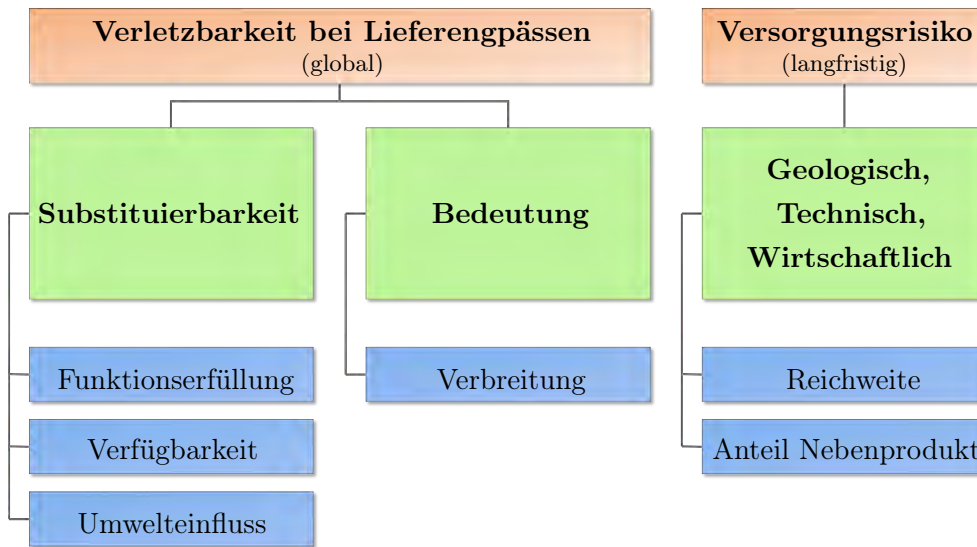 Verletzbarkeit bei Lieferengpässen
(global)
Versorgungsrisiko
(langfristig)
Substituierbarkeit
Bedeutung
Geologisch,
Technisch,
Wirtschaftlich
Funktionserfüllung
Verbreitung
Reichweite
Verfügbarkeit
Anteil Nebenprodukt
Umwelteinfluss